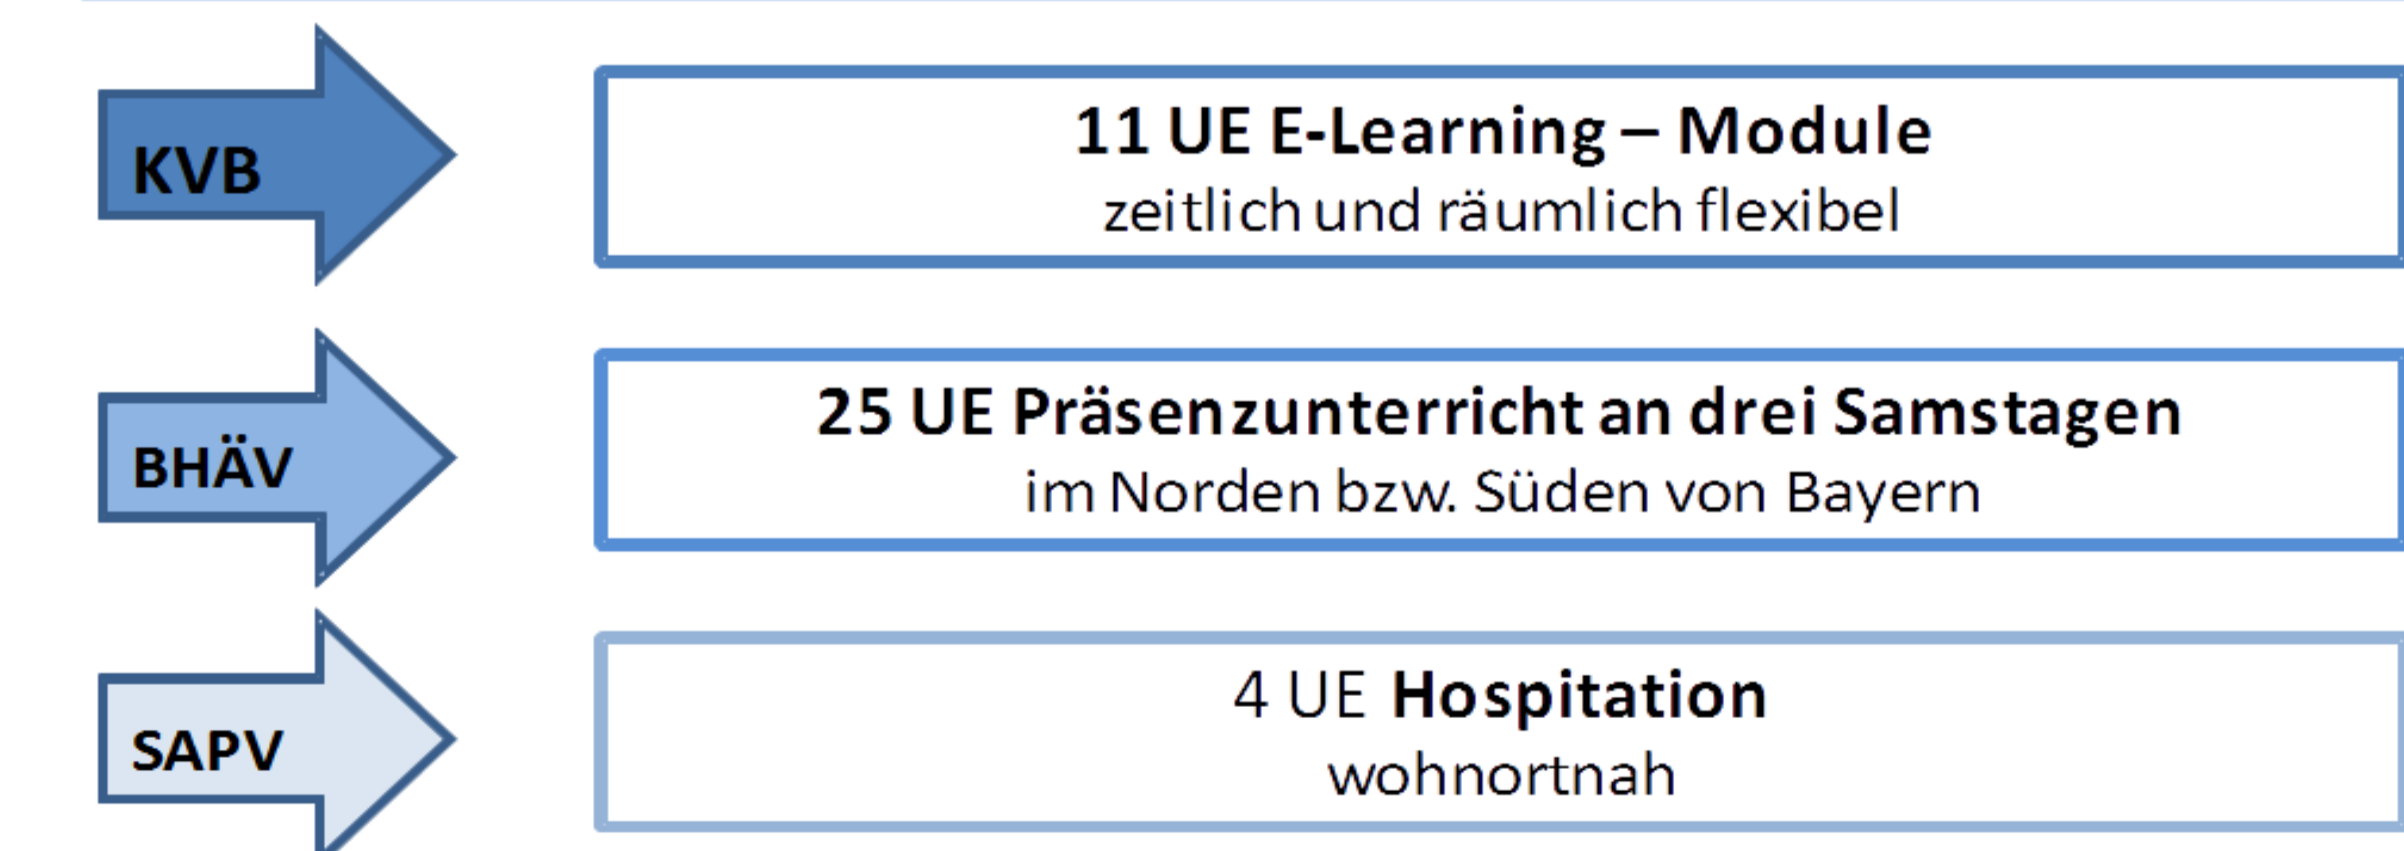 KVB
11 UE E-Learning – Module
zeitlich und räumlich flexibel
BHÄV
25 UE Präsenzunterricht an drei Samstagen
im Norden bzw. Süden von Bayern
SAPV
4 UE Hospitation
wohnortnah